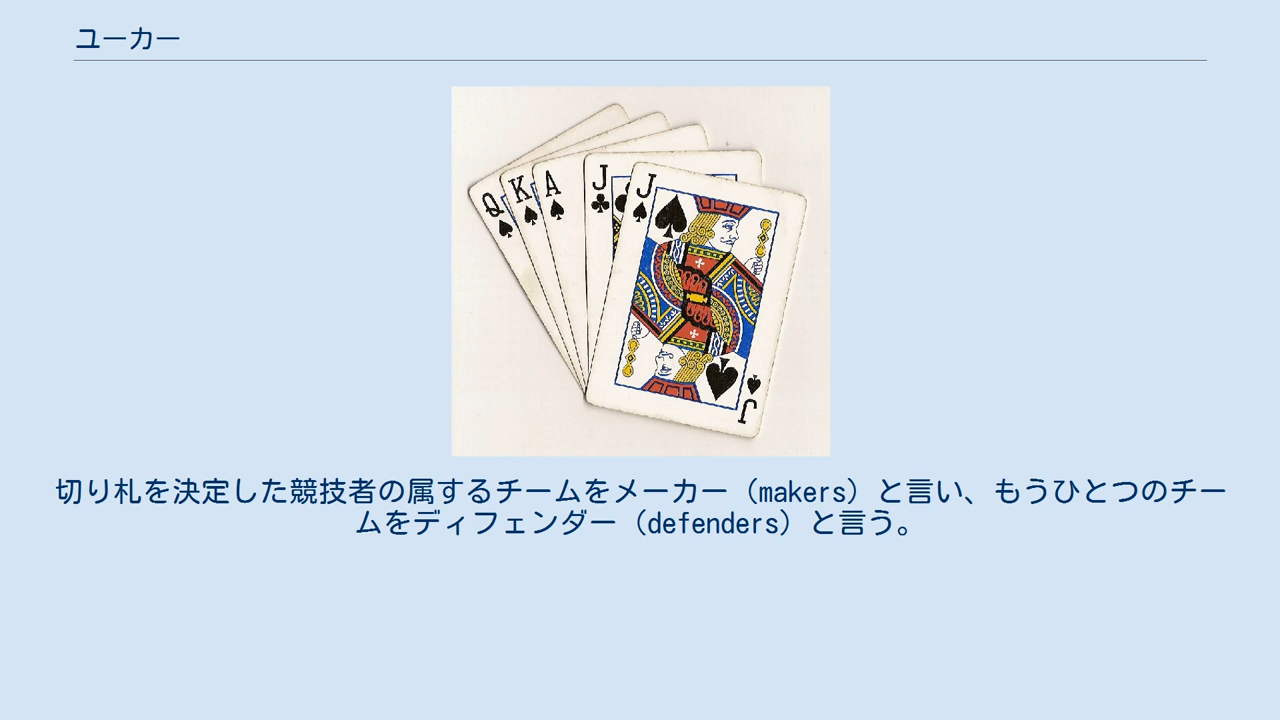 ユーカー
Q
K
A
J
J
J
切り札を決定した競技者の属するチームをメーカー（makers）と言い、もうひとつのチー
ムをディフェンダー（defenders）と言う。